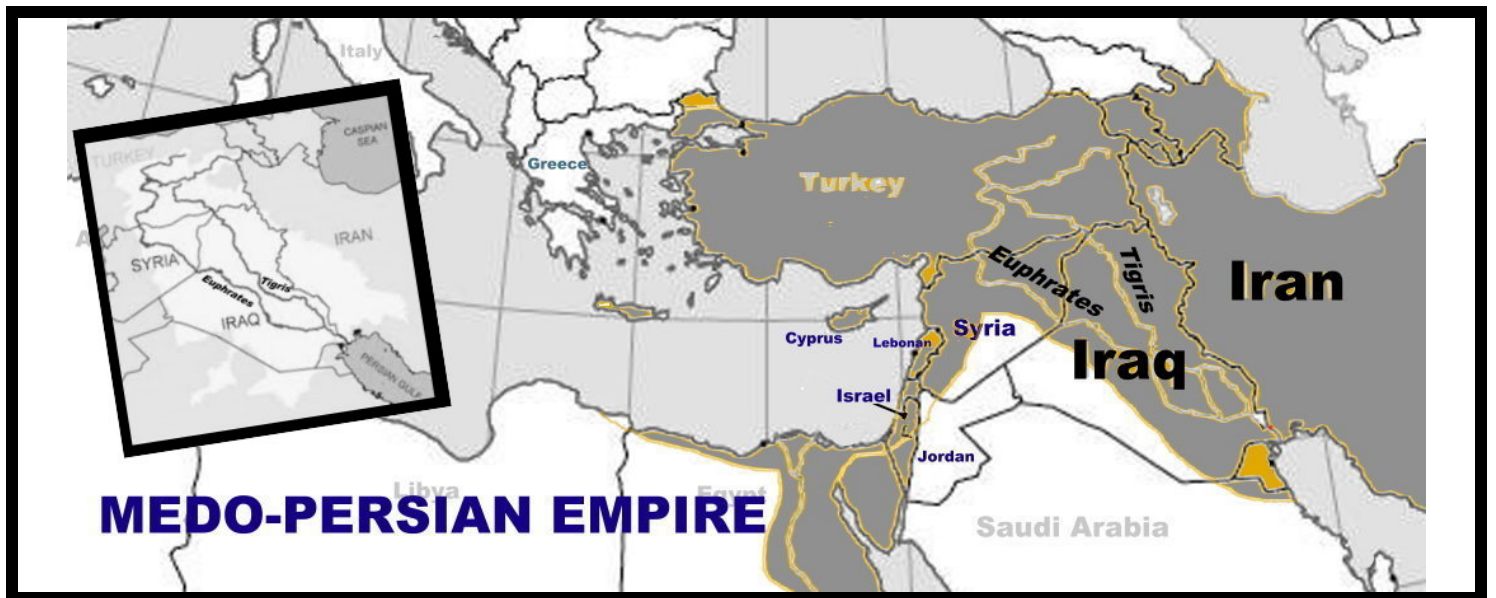 Italy
TURKEY
CASPIAN
SEA
IRAN
SYRIA
Euphrates
Tigris
IRAQ
PERSIAN GULF
Greece
Turkey
Euphrates
Tigris
Iran
Cyprus
Lebonan
Syria
Iraq
Israel
Jordan
Libya
Egypt
MEDO-PERSIAN EMPIRE
Saudi Arabia